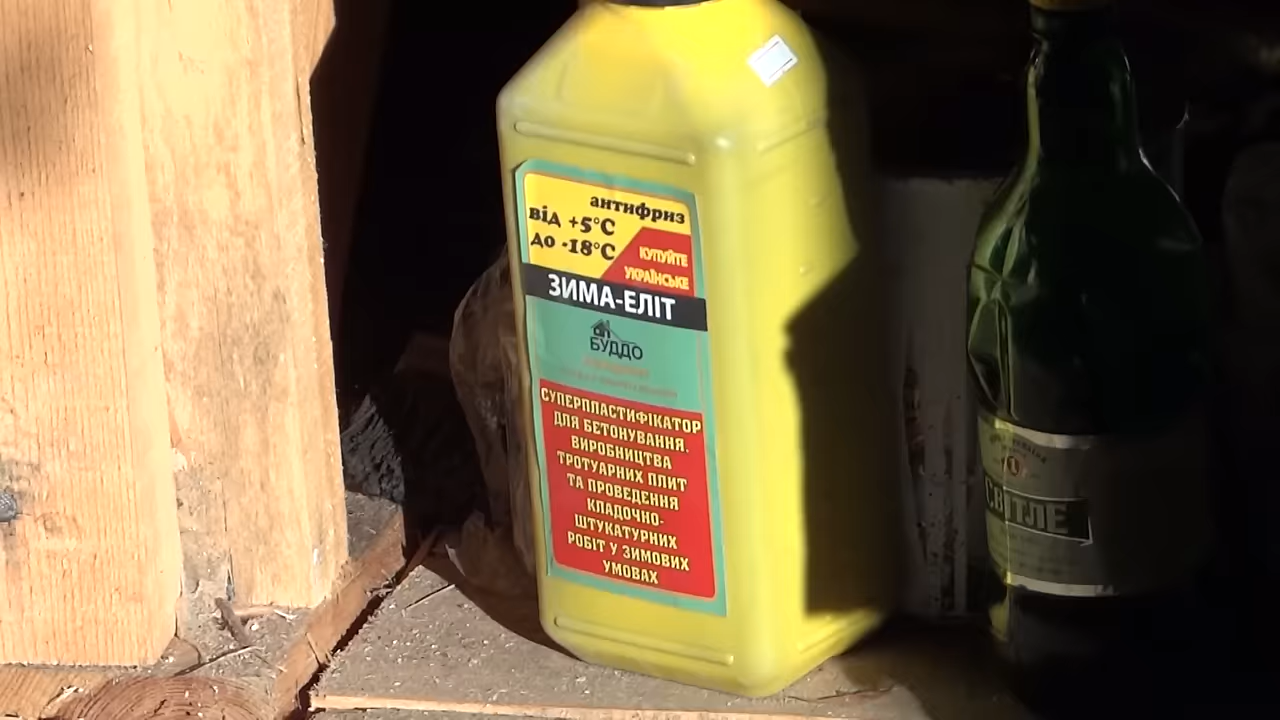 антифриз
від +5°C
до -18°C
КУПУЙТЕ
УКРАЇНСЬКЕ
ЗИМА-ЕЛІТ
БУДДО
СУПЕРПЛАСТИФІКАТОР
ДЛЯ БЕТОНУВАННЯ,
ВИРОБНИЦТВА
ТРОТУАРНИХ ПЛИТ
ТА ПРОВЕДЕННЯ
КЛАДОЧНО-
ШТУКАТУРНИХ
РОБІТ У ЗИМОВИХ
УМОВАХ
СВІТЛЕ